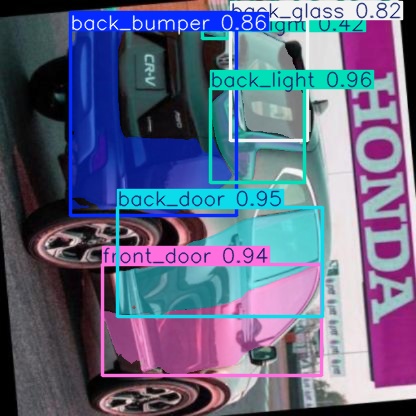 back_bumper 0.86
back_glass 0.82
light 0.42
back_light 0.96
back_door 0.95
front_door 0.94
CR-V
HONDA